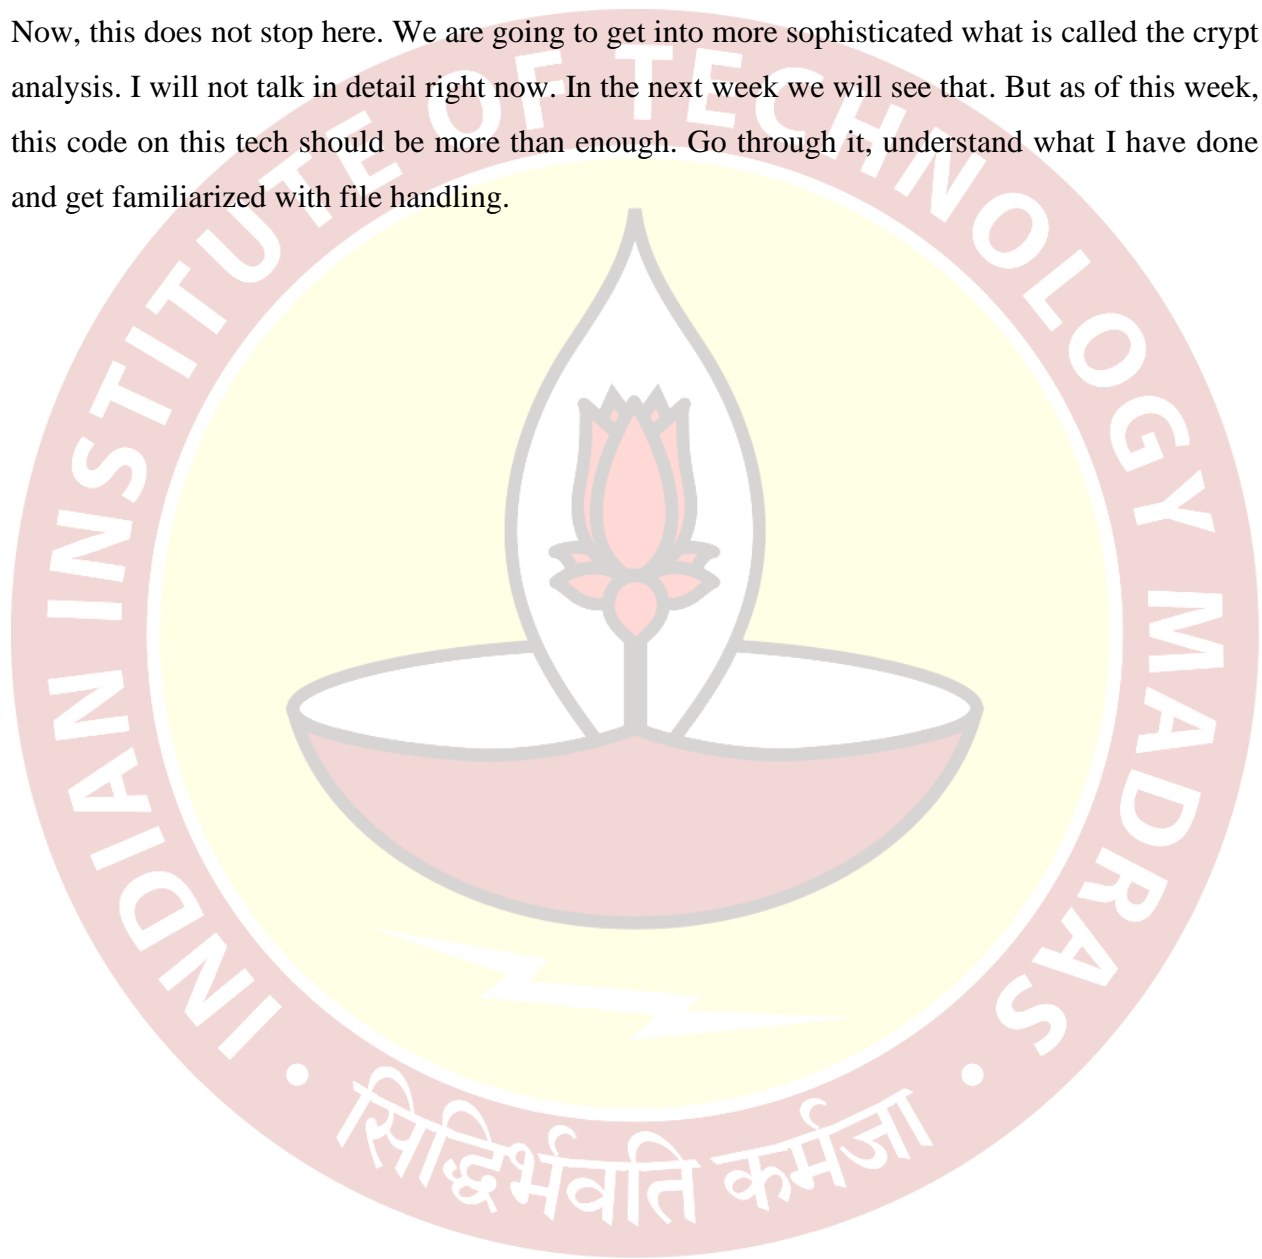 Now, this does not stop here. We are going to get into more sophisticated what is called the crypt
analysis. I will not talk in detail right now. In the next week we will see that. But as of this week,
this code on this tech should be more than enough. Go through it, understand what I have done
and get familiarized with file handling.
INDIAN INSTITUTE OF TECHNOLOGY MADRAS
सिद्धिर्भवति कर्मजा